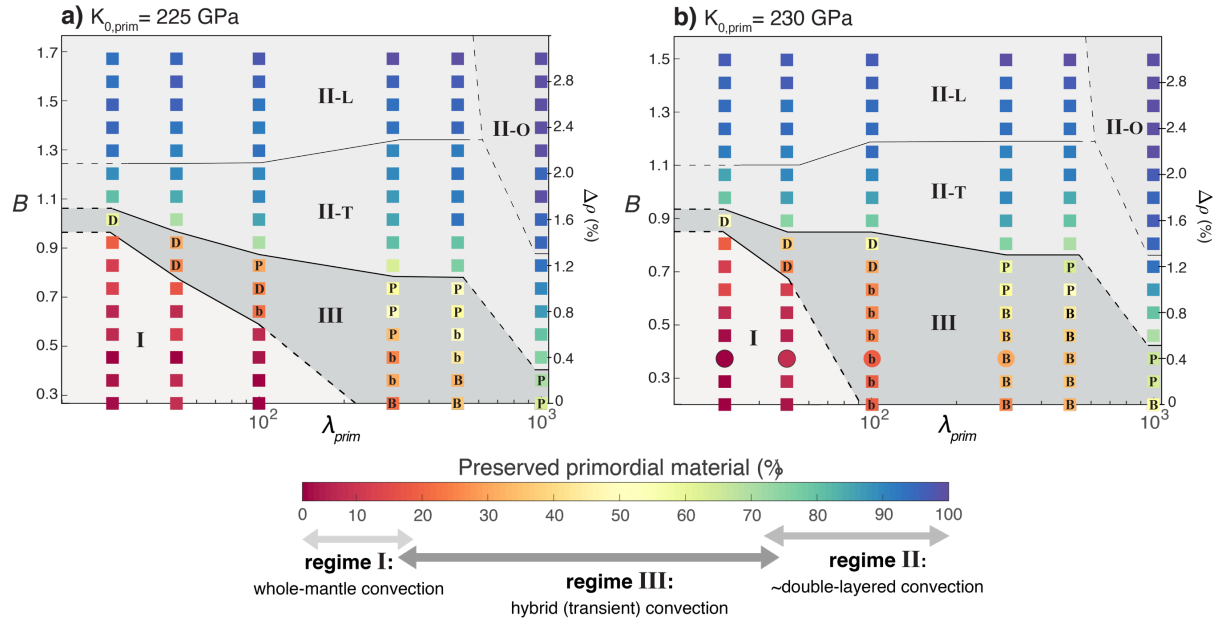 a) K0,prim = 225 GPa
1.7
1.5
1.3
1.1
0.9
0.7
0.5
0.3
B
II-L
II-O
II-T
III
I
D
D
D
P
D
b
P
P
P
b
b
B
P
P
b
b
B
B
P
P
2.8
2.4
2.0
1.6
1.2
0.8
0.4
0
Δρ (%)
10²
10³
λprim
b) K0,prim = 230 GPa
1.5
1.3
1.1
0.9
0.7
0.5
0.3
B
II-L
II-O
II-T
III
I
D
D
D
D
D
b
b
b
b
b
b
P
P
B
B
B
B
P
P
B
B
B
B
P
P
B
2.8
2.4
2.0
1.6
1.2
0.8
0.4
0
Δρ (%)
10²
10³
λprim
Preserved primordial material (%)
0 10 20 30 40 50 60 70 80 90 100
regime I:
whole-mantle convection
regime III:
hybrid (transient) convection
regime II:
~double-layered convection